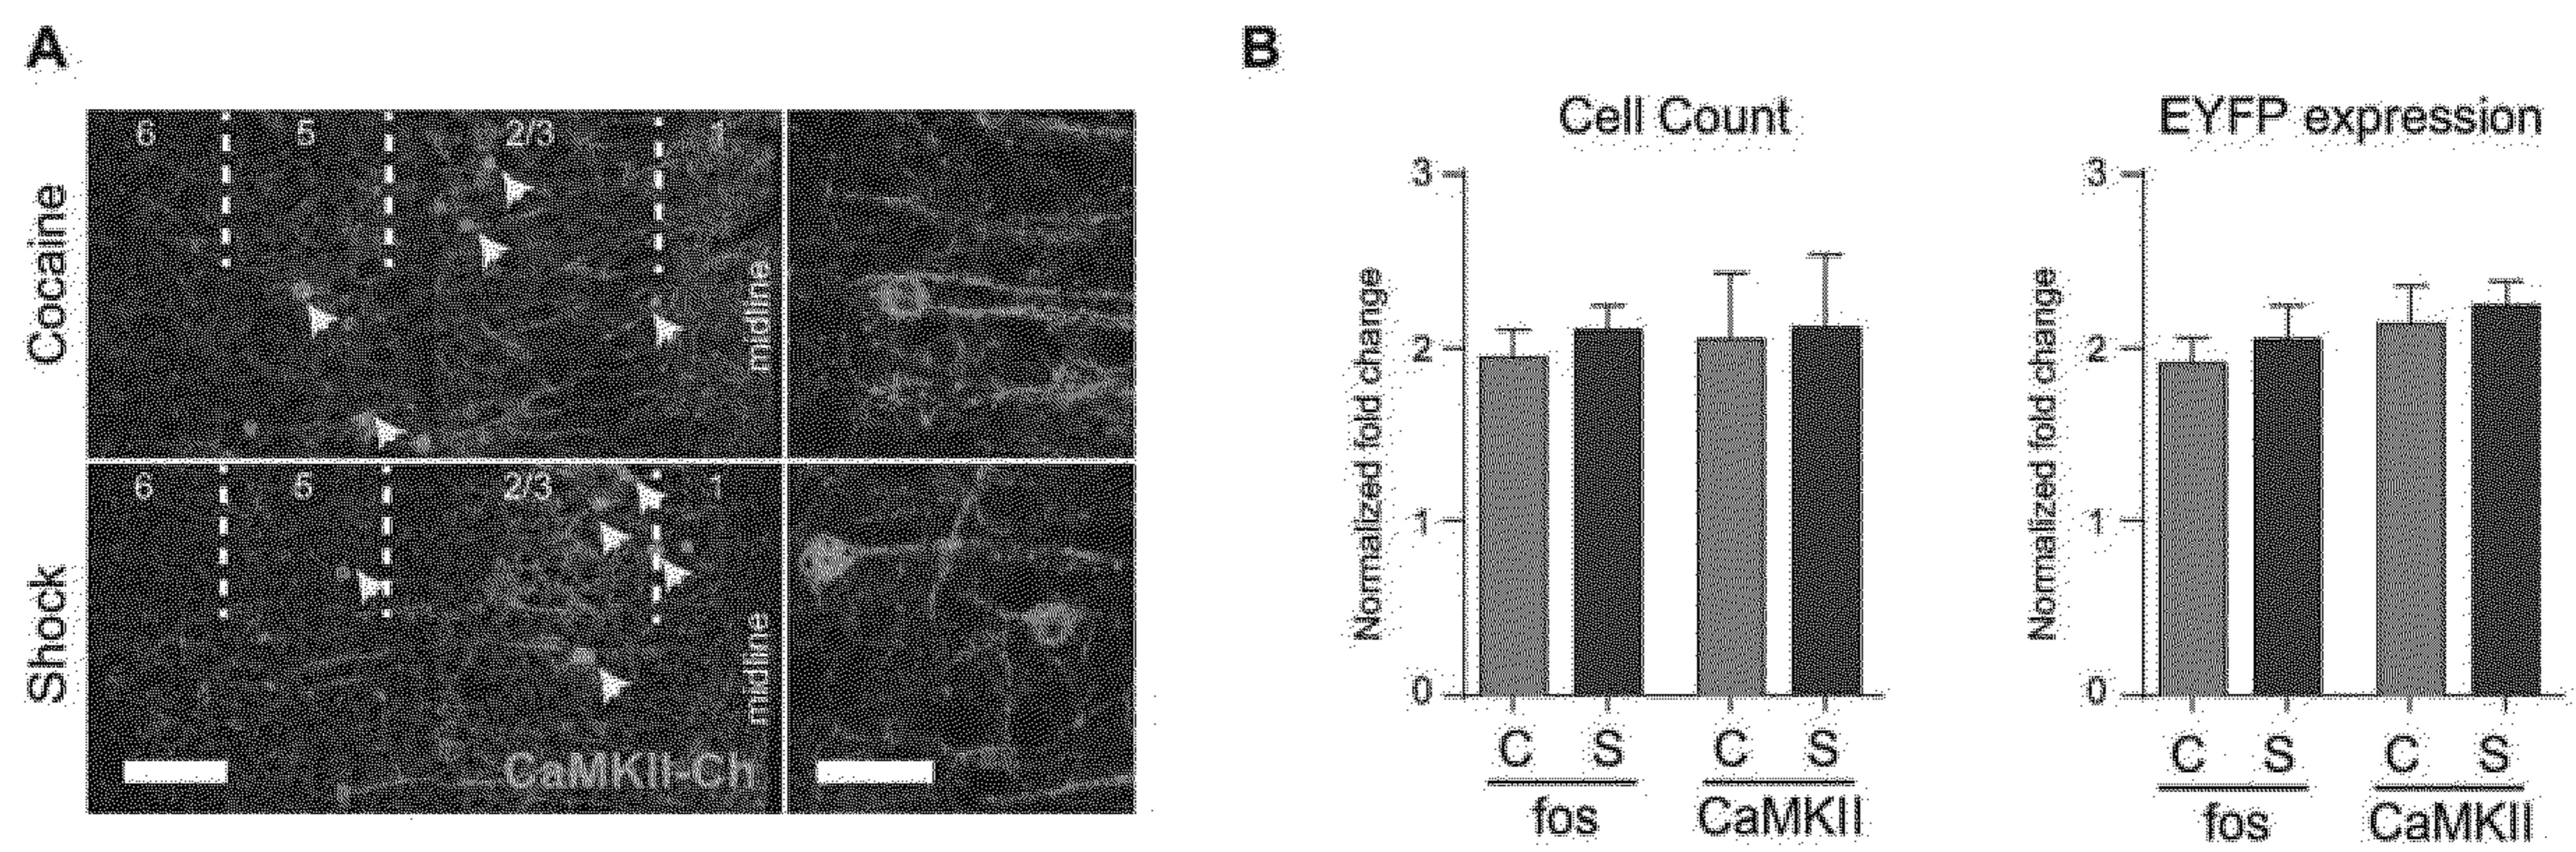 A
B
Cocaine
6 5 2/3 1
midline
Shock
6 5 2/3 1
midline
CaMKII-Ch
Cell Count
Normalized fold change
3
2
1
0
C S C S
fos CaMKII
EYFP expression
Normalized fold change
3
2
1
0
C S C S
fos CaMKII